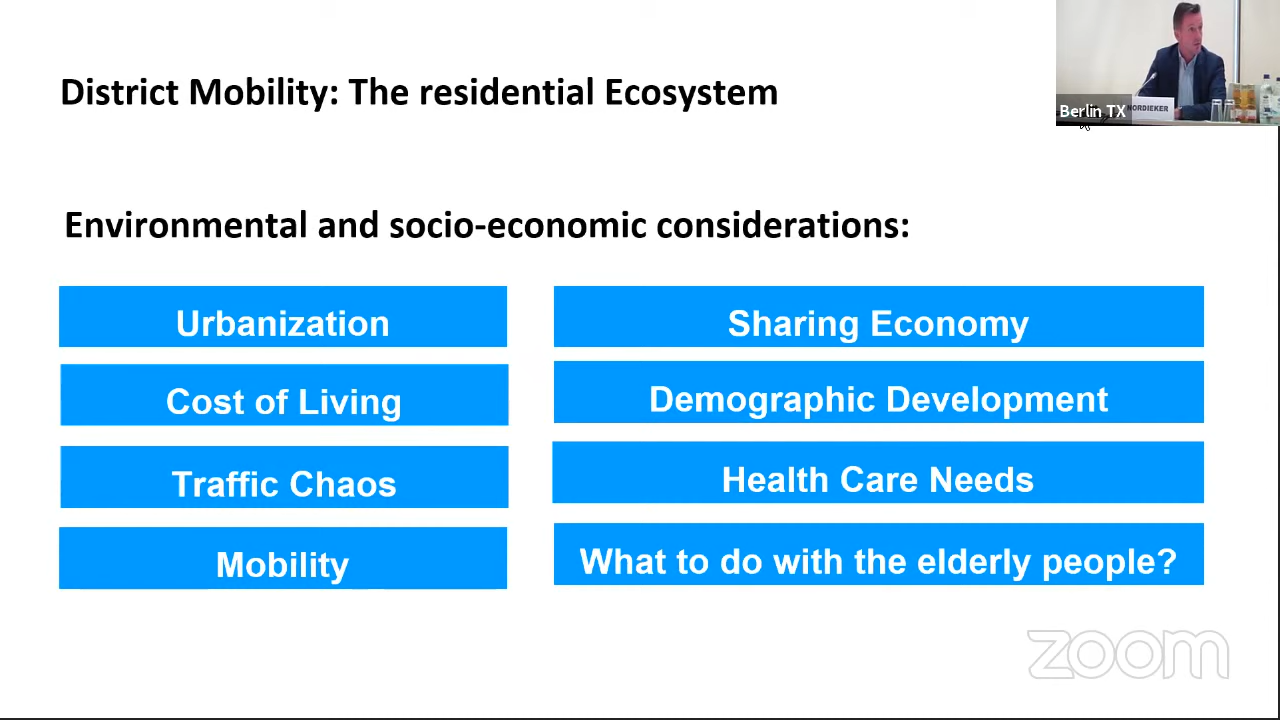 District Mobility: The residential Ecosystem
Berlin TX
NORDIEKER
Environmental and socio-economic considerations:
Urbanization
Sharing Economy
Cost of Living
Demographic Development
Traffic Chaos
Health Care Needs
Mobility
What to do with the elderly people?
zoom